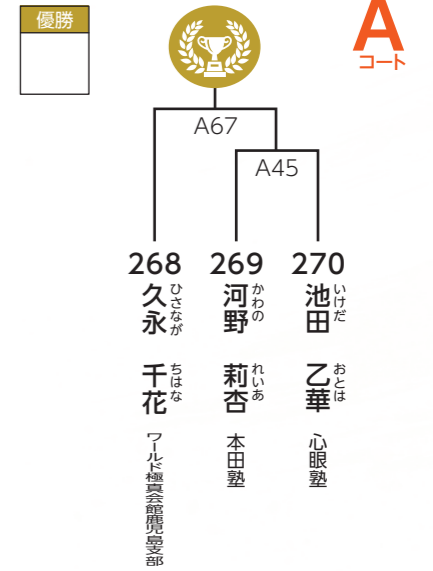 優勝
A
コート
A67
A45
268
久永 千花
ひさなが ちはな
ワールド極真会館鹿児島支部
269
河野 莉杏
かわの れいあ
本田塾
270
池田 乙華
いけだ おとは
心眼塾